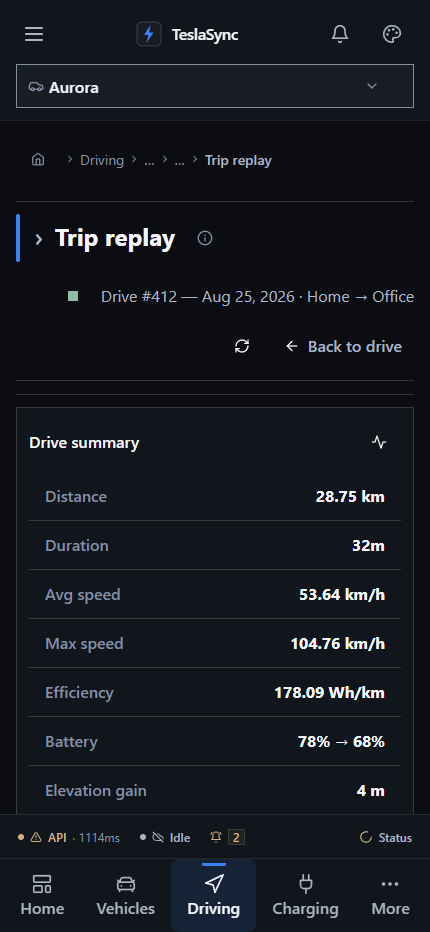 TeslaSync
Aurora
Driving > ... > ... > Trip replay
Trip replay
Drive #412 — Aug 25, 2026 · Home → Office
← Back to drive
Drive summary
Distance 28.75 km
Duration 32m
Avg speed 53.64 km/h
Max speed 104.76 km/h
Efficiency 178.09 Wh/km
Battery 78% → 68%
Elevation gain 4 m
API · 1114ms Idle 2 Status
Home Vehicles Driving Charging More